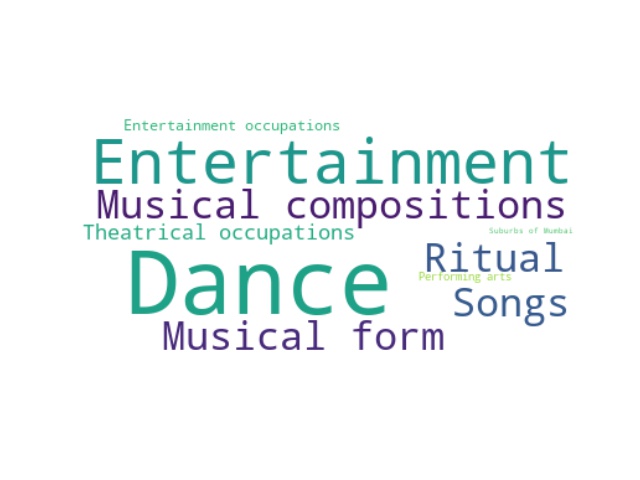 Entertainment occupations
Entertainment
Musical compositions
Theatrical occupations
Suburbs of Mumbai
Dance
Ritual
Performing arts
Songs
Musical form